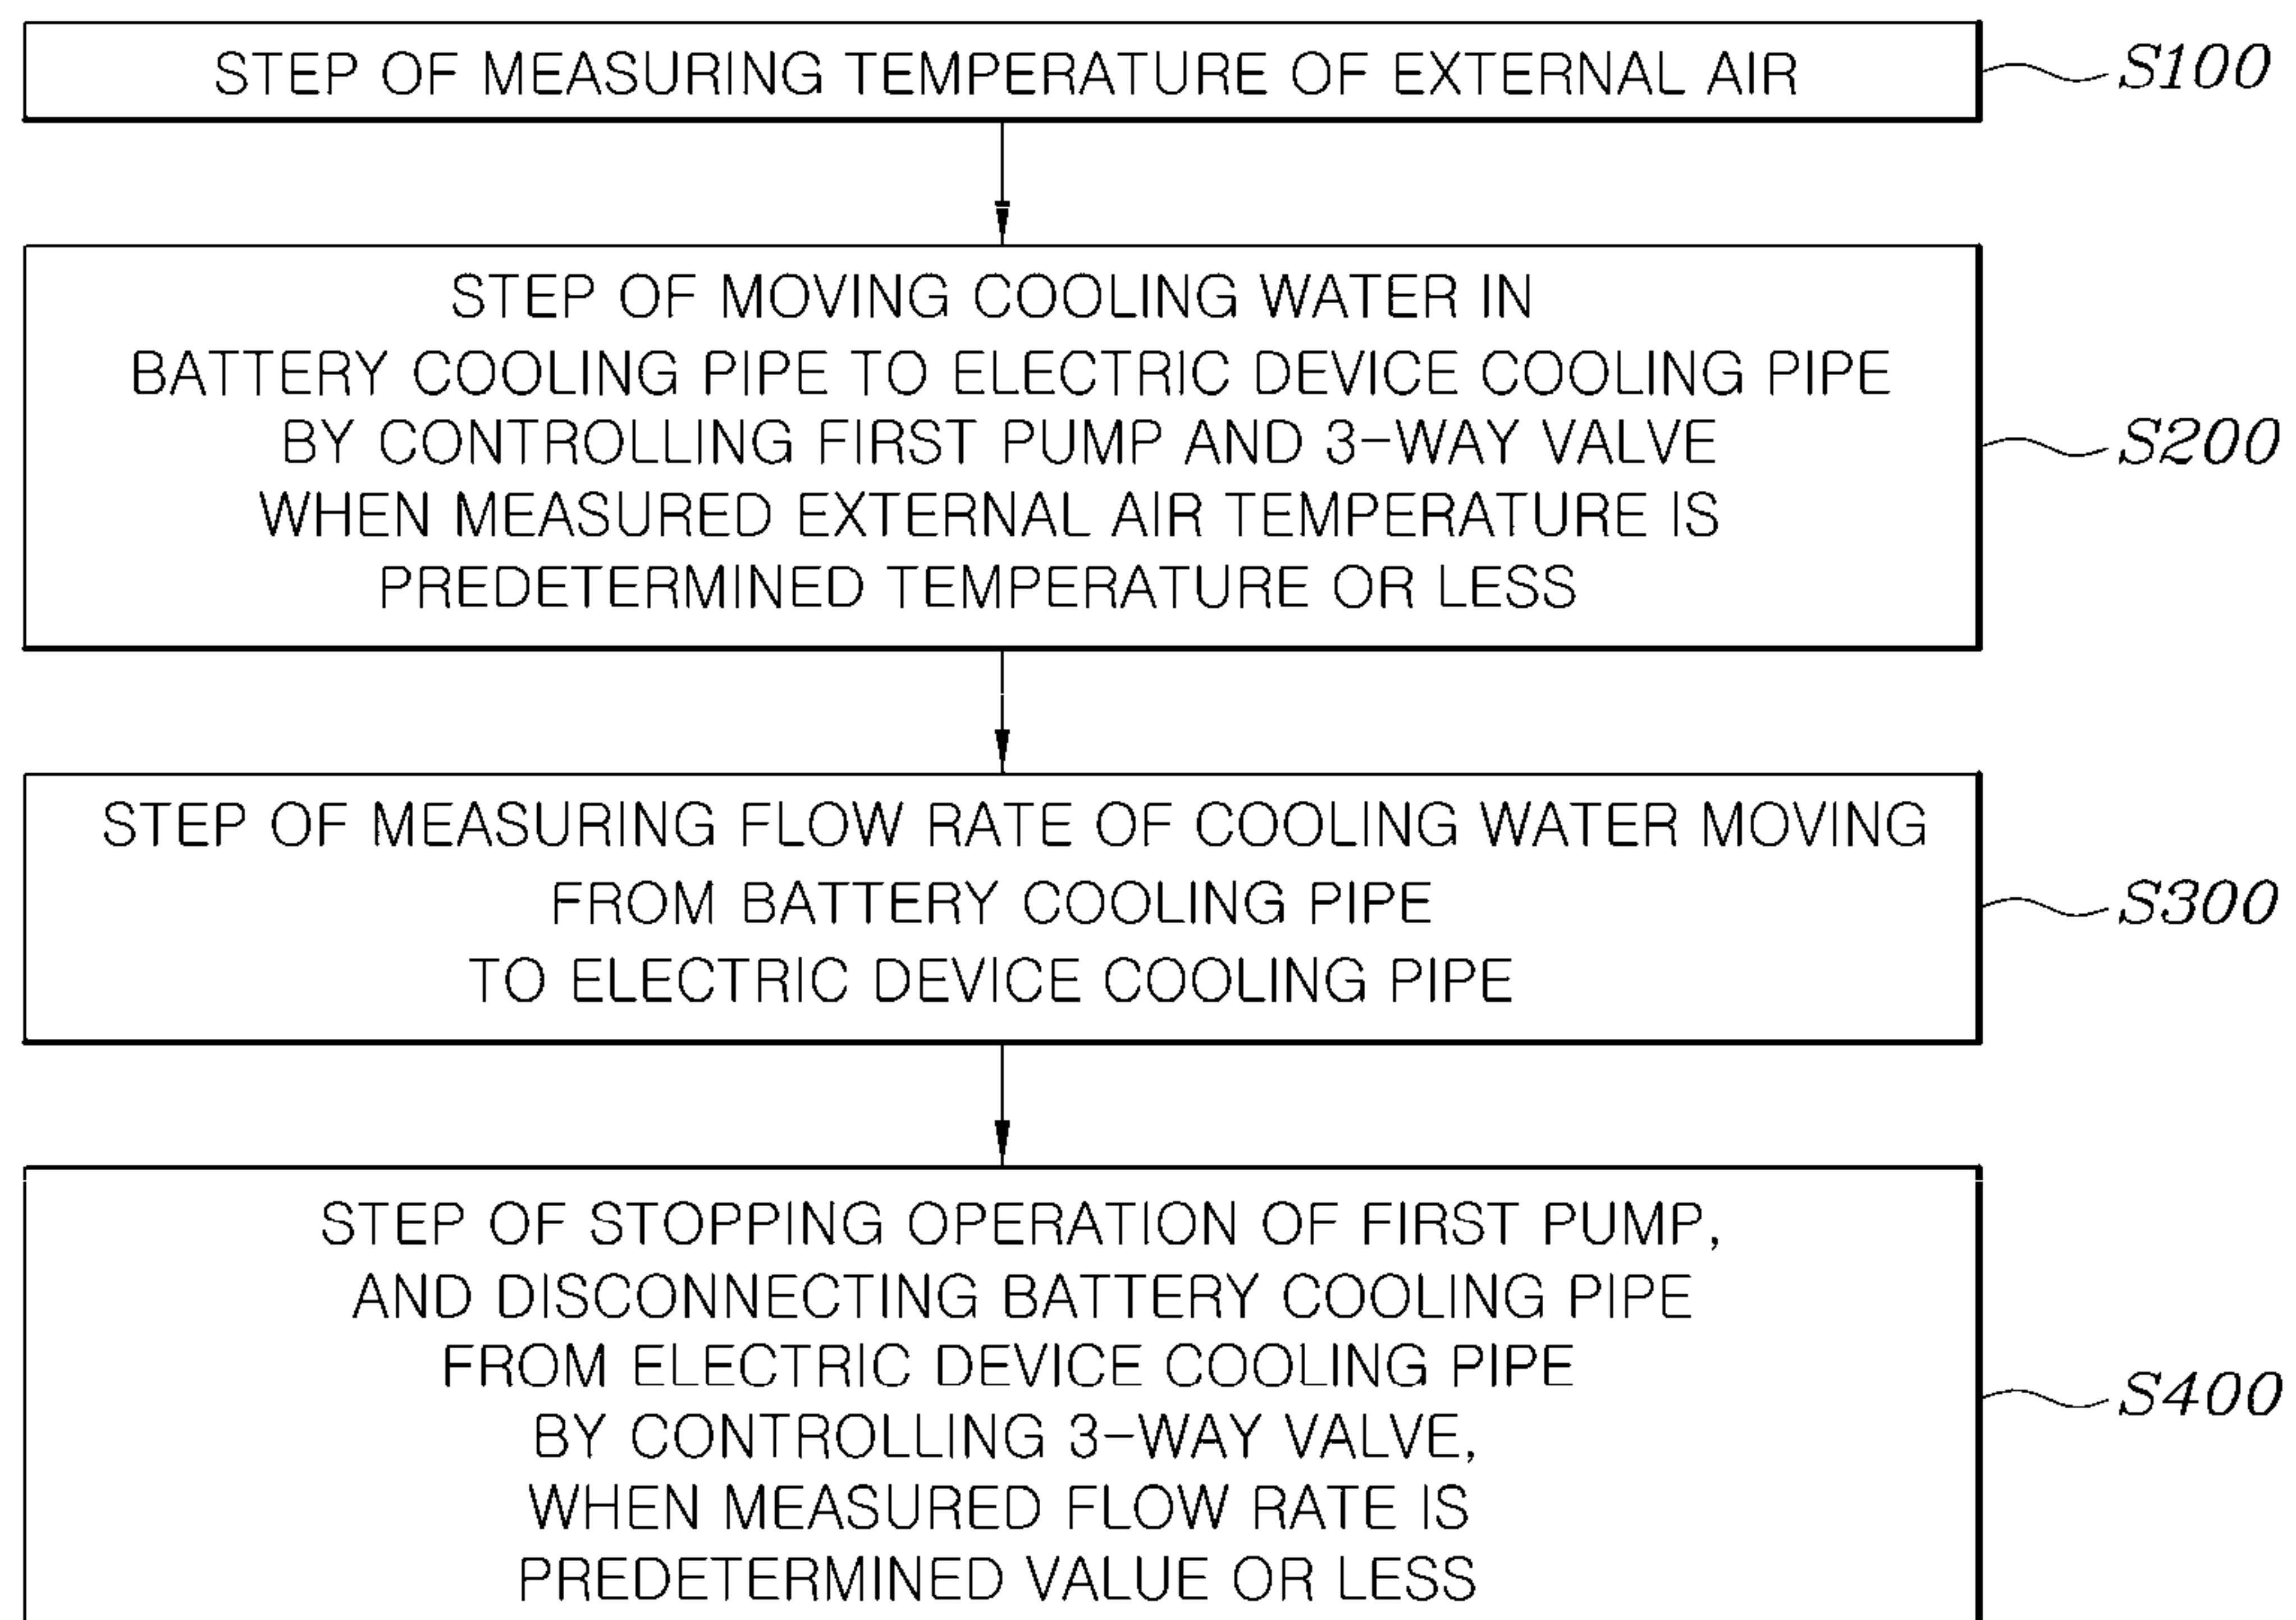 STEP OF MEASURING TEMPERATURE OF EXTERNAL AIR
S100
STEP OF MOVING COOLING WATER IN
BATTERY COOLING PIPE TO ELECTRIC DEVICE COOLING PIPE
BY CONTROLLING FIRST PUMP AND 3-WAY VALVE
WHEN MEASURED EXTERNAL AIR TEMPERATURE IS
PREDETERMINED TEMPERATURE OR LESS
S200
STEP OF MEASURING FLOW RATE OF COOLING WATER MOVING
FROM BATTERY COOLING PIPE
TO ELECTRIC DEVICE COOLING PIPE
S300
STEP OF STOPPING OPERATION OF FIRST PUMP,
AND DISCONNECTING BATTERY COOLING PIPE
FROM ELECTRIC DEVICE COOLING PIPE
BY CONTROLLING 3-WAY VALVE,
WHEN MEASURED FLOW RATE IS
PREDETERMINED VALUE OR LESS
S400